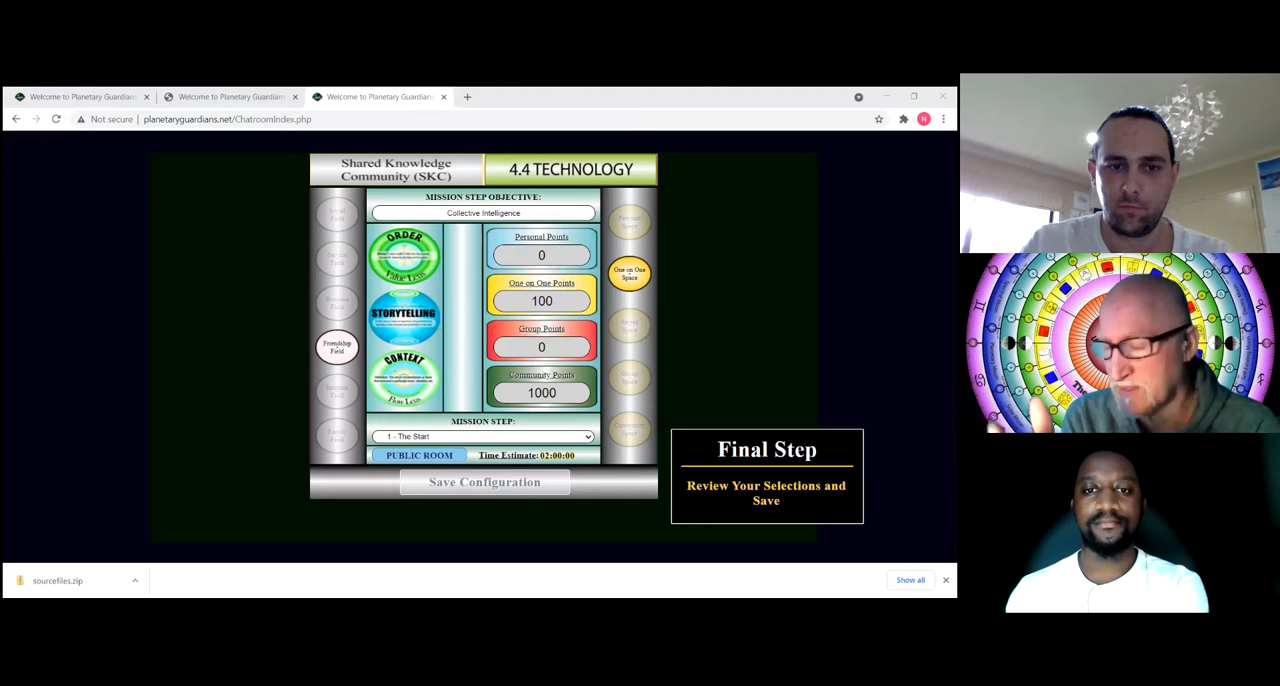 Welcome to Planetary Guardians
Welcome to Planetary Guardians
Welcome to Planetary Guardians
Not secure
planetaryguardians.net/ChatroomIndex.php
N
Shared Knowledge
Community (SKC)
4.4 TECHNOLOGY
MISSION STEP OBJECTIVE:
Collective Intelligence
ORDER
STORYTELLING
CONTEXT
Flow Lens
Friendship
Field
Personal Points
0
One on One Points
100
Group Points
0
Community Points
1000
One on One
Space
MISSION STEP:
1 - The Start
PUBLIC ROOM
Time Estimate: 02:00:00
Save Configuration
Final Step
Review Your Selections and
Save
sourcefiles.zip
Show all